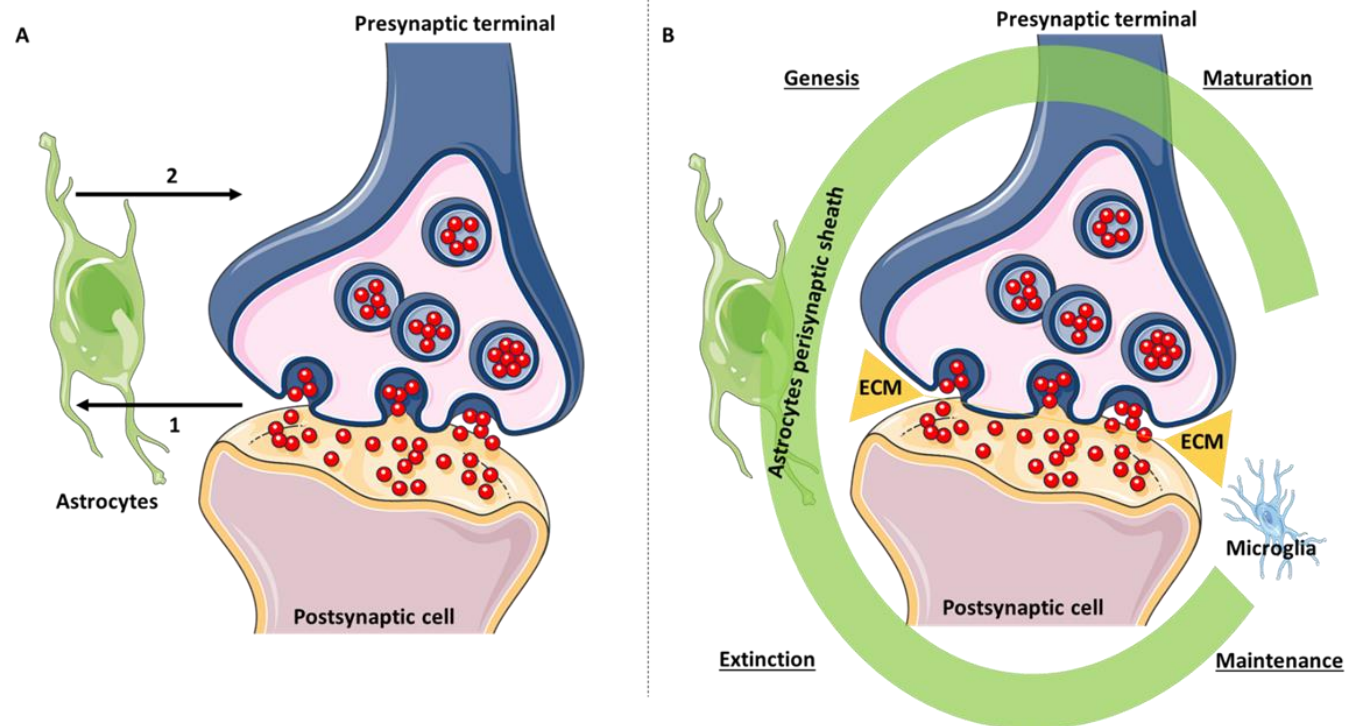 A
Presynaptic terminal
2
1
Astrocytes
Postsynaptic cell
B
Presynaptic terminal
Genesis
Maturation
Astrocytes perisynaptic sheath
ECM
ECM
Microglia
Postsynaptic cell
Extinction
Maintenance